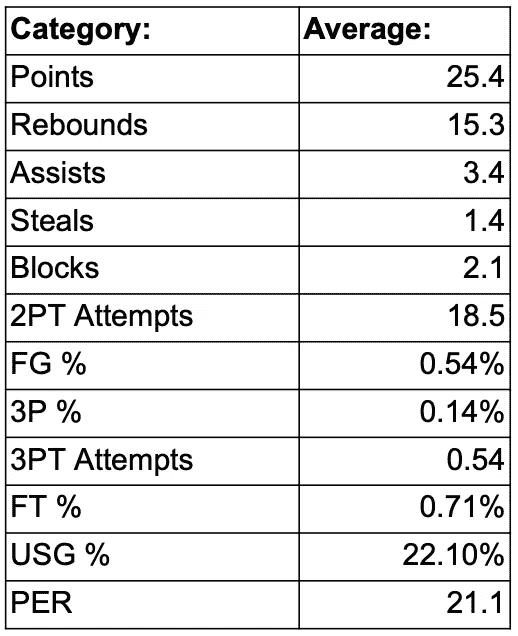 Category: Average:
Points 25.4
Rebounds 15.3
Assists 3.4
Steals 1.4
Blocks 2.1
2PT Attempts 18.5
FG % 0.54%
3P % 0.14%
3PT Attempts 0.54
FT % 0.71%
USG % 22.10%
PER 21.1